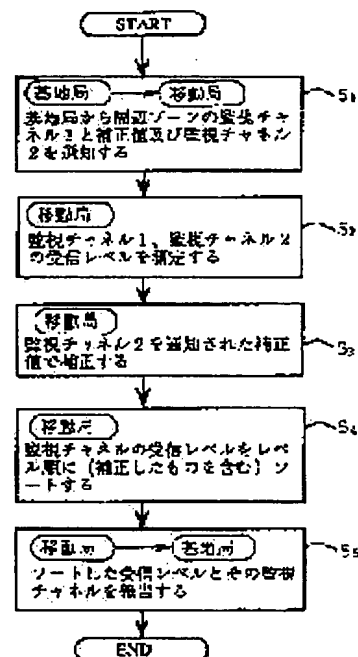 START
基地局 移動局
基地局から周辺ゾーンの監視チャ
ネル1と補正値及び監視チャネル
2を通知する
S1
移動局
監視チャネル1、監視チャネル2
の受信レベルを測定する
S2
移動局
監視チャネル2を通知された補正
値で補正する
S3
移動局
監視チャネルの受信レベルをレベ
ル順に(補正したものを含む)ソ
ートする
S4
移動局 基地局
ソートした受信レベルとその監視
チャネルを報告する
S5
END